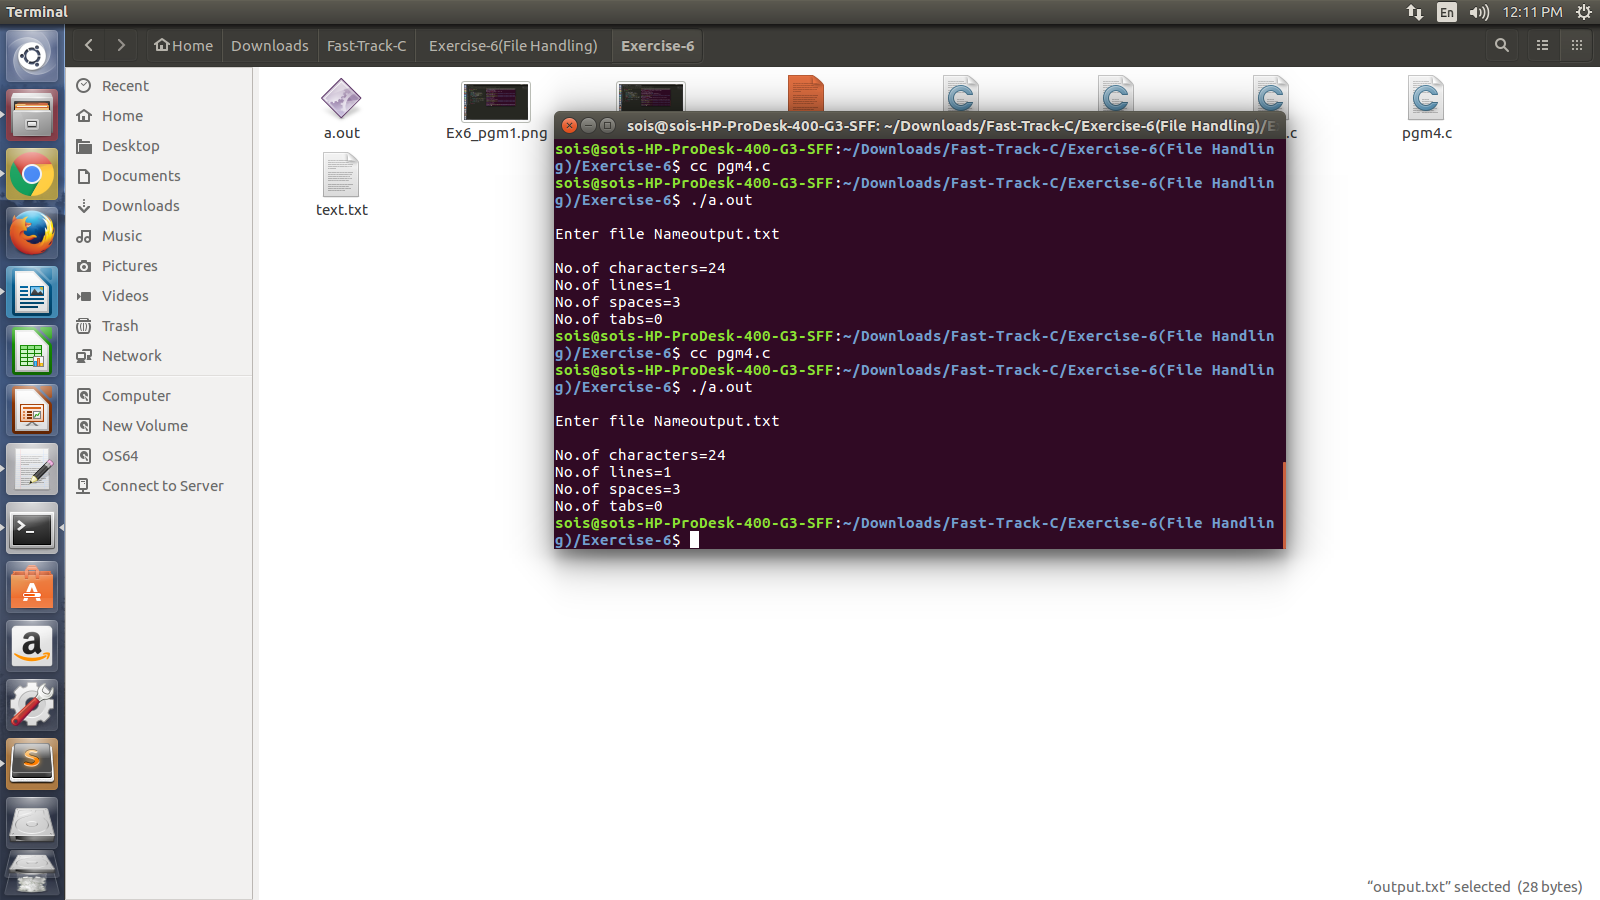 Terminal
En
12:11 PM
Home
Downloads
Fast-Track-C
Exercise-6(File Handling)
Exercise-6
Recent
Home
Desktop
Documents
Downloads
Music
Pictures
Videos
Trash
Network
Computer
New Volume
OS64
Connect to Server
a.out
Ex6_pgm1.png
.c
pgm4.c
text.txt
sois@sois-HP-ProDesk-400-G3-SFF: ~/Downloads/Fast-Track-C/Exercise-6(File Handling)/E
sois@sois-HP-ProDesk-400-G3-SFF:~/Downloads/Fast-Track-C/Exercise-6(File Handlin
g)/Exercise-6$ cc pgm4.c
sois@sois-HP-ProDesk-400-G3-SFF:~/Downloads/Fast-Track-C/Exercise-6(File Handlin
g)/Exercise-6$ ./a.out
Enter file Nameoutput.txt
No.of characters=24
No.of lines=1
No.of spaces=3
No.of tabs=0
sois@sois-HP-ProDesk-400-G3-SFF:~/Downloads/Fast-Track-C/Exercise-6(File Handlin
g)/Exercise-6$ cc pgm4.c
sois@sois-HP-ProDesk-400-G3-SFF:~/Downloads/Fast-Track-C/Exercise-6(File Handlin
g)/Exercise-6$ ./a.out
Enter file Nameoutput.txt
No.of characters=24
No.of lines=1
No.of spaces=3
No.of tabs=0
sois@sois-HP-ProDesk-400-G3-SFF:~/Downloads/Fast-Track-C/Exercise-6(File Handlin
g)/Exercise-6$
“output.txt” selected (28 bytes)